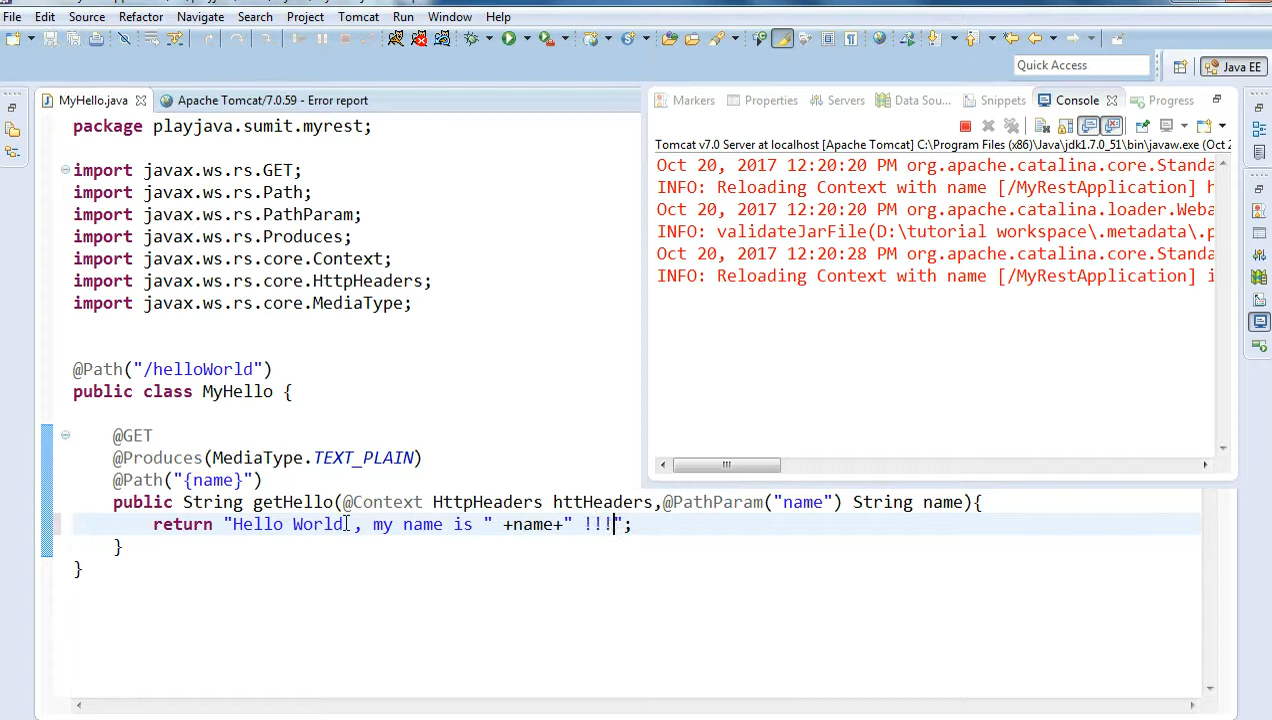 File Edit Source Refactor Navigate Search Project Tomcat Run Window Help
Quick Access
Java EE
MyHello.java
Apache Tomcat/7.0.59 - Error report
package playjava.sumit.myrest;
import javax.ws.rs.GET;
import javax.ws.rs.Path;
import javax.ws.rs.PathParam;
import javax.ws.rs.Produces;
import javax.ws.rs.core.Context;
import javax.ws.rs.core.HttpHeaders;
import javax.ws.rs.core.MediaType;
@Path("/helloWorld")
public class MyHello {
@GET
@Produces(MediaType.TEXT_PLAIN)
@Path("{name}")
public String getHello(@Context HttpHeaders httHeaders,@PathParam("name") String name){
return "Hello World , my name is " +name+" !!!";
}
}
Markers Properties Servers Data Sou... Snippets Console Progress
Tomcat v7.0 Server at localhost [Apache Tomcat] C:\Program Files (x86)\Java\jdk1.7.0_51\bin\javaw.exe (Oct 2
Oct 20, 2017 12:20:20 PM org.apache.catalina.core.Standa
INFO: Reloading Context with name [/MyRestApplication] h
Oct 20, 2017 12:20:20 PM org.apache.catalina.loader.Weba
INFO: validateJarFile(D:\tutorial workspace\.metadata\.p
Oct 20, 2017 12:20:28 PM org.apache.catalina.core.Standa
INFO: Reloading Context with name [/MyRestApplication] i